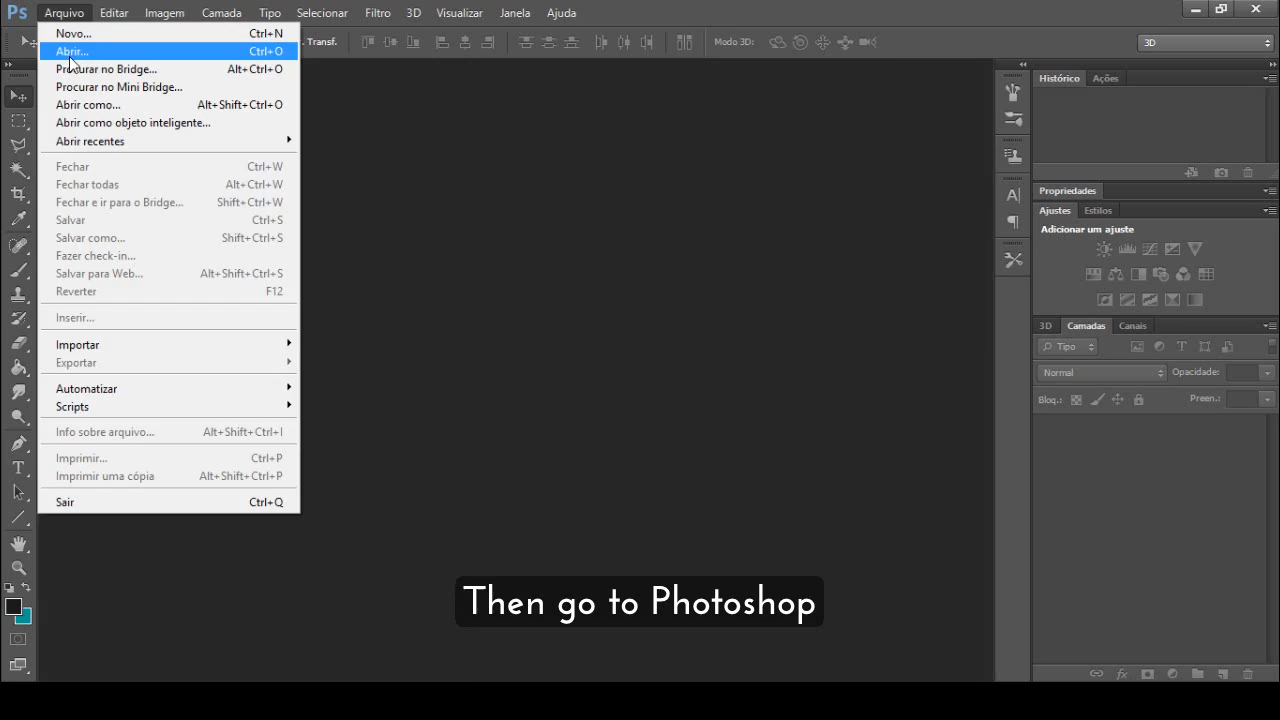 Ps Arquivo Editar Imagem Camada Tipo Selecionar Filtro 3D Visualizar Janela Ajuda
Novo... Ctrl+N
Abrir... Ctrl+O
Procurar no Bridge... Alt+Ctrl+O
Procurar no Mini Bridge...
Abrir como... Alt+Shift+Ctrl+O
Abrir como objeto inteligente...
Abrir recentes
Fechar Ctrl+W
Fechar todas Alt+Ctrl+W
Fechar e ir para o Bridge... Shift+Ctrl+W
Salvar Ctrl+S
Salvar como... Shift+Ctrl+S
Fazer check-in...
Salvar para Web... Alt+Shift+Ctrl+S
Reverter F12
Inserir...
Importar
Exportar
Automatizar
Scripts
Info sobre arquivo... Alt+Shift+Ctrl+I
Imprimir... Ctrl+P
Imprimir uma cópia Alt+Shift+Ctrl+P
Sair Ctrl+Q
Transf. Modo 3D: 3D
Histórico Ações
Propriedades
Ajustes Estilos
Adicionar um ajuste
3D Camadas Canais
Tipo
Normal Opacidade:
Bloq.: Preen.:
Then go to Photoshop